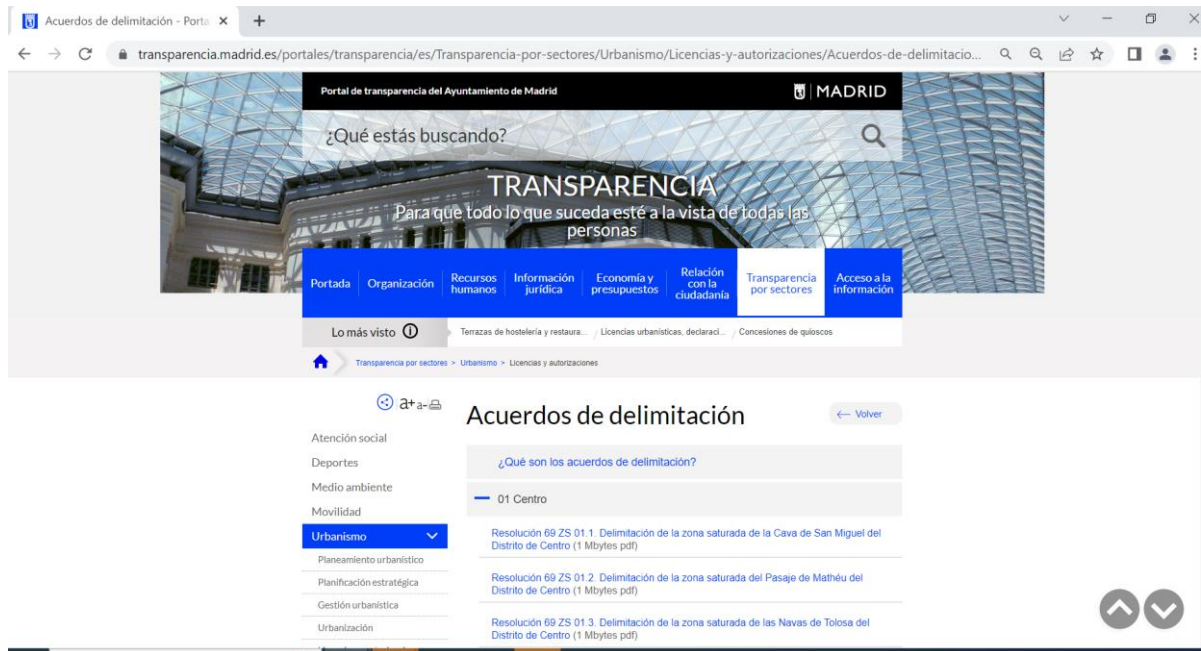 Acuerdos de delimitación - Porta
transparencia.madrid.es/portales/transparencia/es/Transparencia-por-sectores/Urbanismo/Licencias-y-autorizaciones/Acuerdos-de-delimitacio...
Portal de transparencia del Ayuntamiento de Madrid
MADRID
¿Qué estás buscando?
TRANSPARENCIA
Para que todo lo que suceda esté a la vista de todas las
personas
Portada
Organización
Recursos
humanos
Información
jurídica
Economía y
presupuestos
Relación
con la
ciudadanía
Transparencia
por sectores
Acceso a la
información
Lo más visto
Terrazas de hostelería y restaura... / Licencias urbanísticas, declaraci... / Concesiones de quioscos
Transparencia por sectores > Urbanismo > Licencias y autorizaciones
a+ a-
Atención social
Deportes
Medio ambiente
Movilidad
Urbanismo
Planeamiento urbanístico
Planificación estratégica
Gestión urbanística
Urbanización
Acuerdos de delimitación
← Volver
¿Qué son los acuerdos de delimitación?
01 Centro
Resolución 69 ZS 01.1. Delimitación de la zona saturada de la Cava de San Miguel del
Distrito de Centro (1 Mbytes pdf)
Resolución 69 ZS 01.2. Delimitación de la zona saturada del Pasaje de Mathéu del
Distrito de Centro (1 Mbytes pdf)
Resolución 69 ZS 01.3. Delimitación de la zona saturada de las Navas de Tolosa del
Distrito de Centro (1 Mbytes pdf)